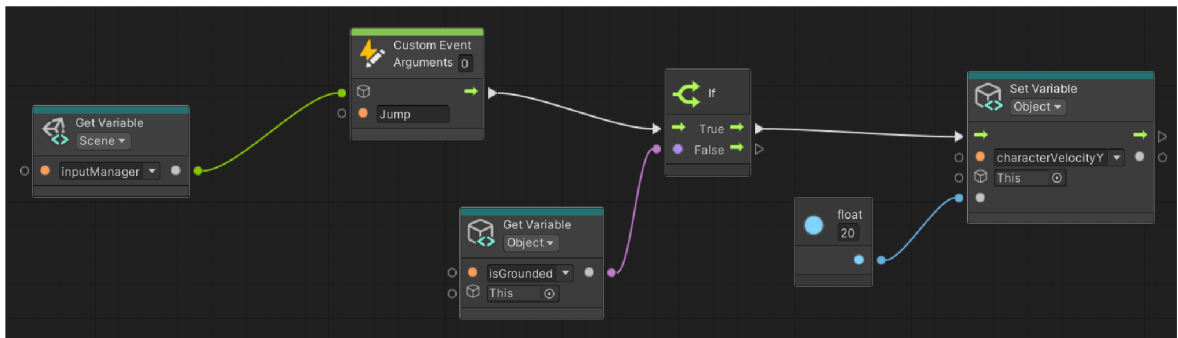 Get Variable
Scene
inputManager
Custom Event
Arguments 0
Jump
Get Variable
Object
isGrounded
This
If
True
False
float
20
Set Variable
Object
characterVelocityY
This